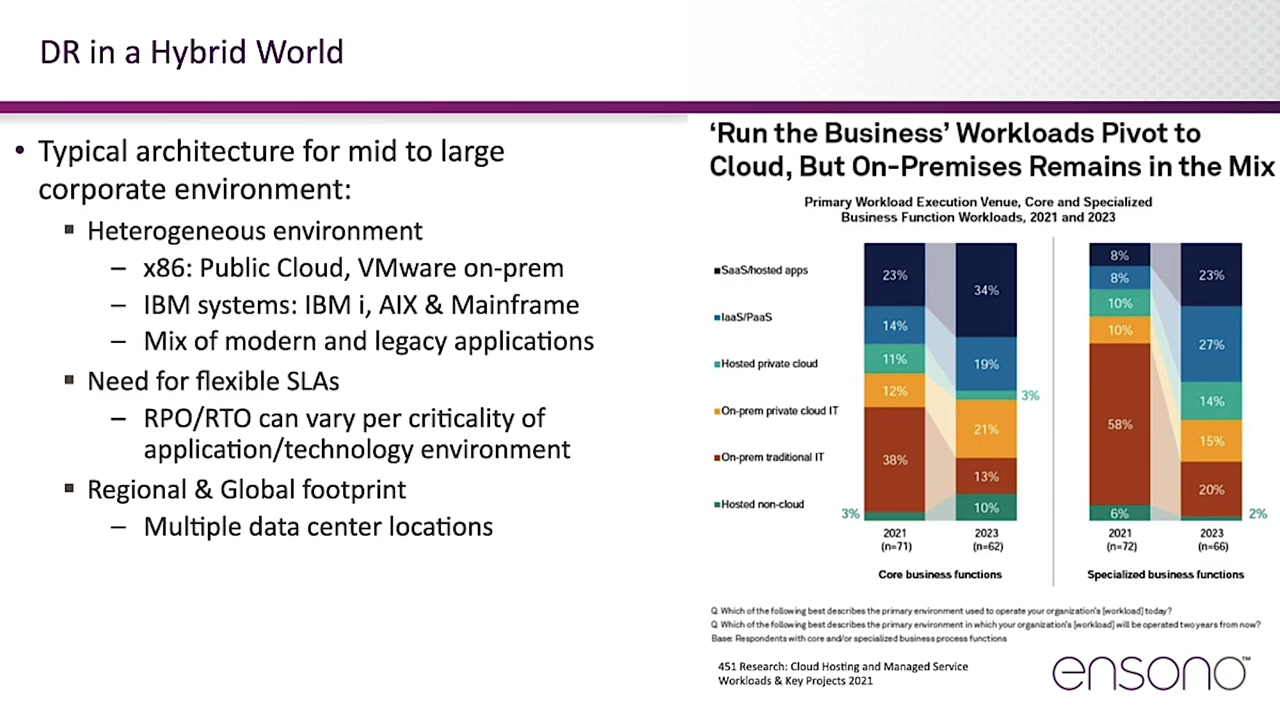 DR in a Hybrid World
• Typical architecture for mid to large
corporate environment:
▪ Heterogeneous environment
– x86: Public Cloud, VMware on-prem
– IBM systems: IBM i, AIX & Mainframe
– Mix of modern and legacy applications
▪ Need for flexible SLAs
– RPO/RTO can vary per criticality of
application/technology environment
▪ Regional & Global footprint
– Multiple data center locations
‘Run the Business’ Workloads Pivot to
Cloud, But On-Premises Remains in the Mix
Primary Workload Execution Venue, Core and Specialized
Business Function Workloads, 2021 and 2023
SaaS/hosted apps
IaaS/PaaS
Hosted private cloud
On-prem private cloud IT
On-prem traditional IT
Hosted non-cloud
23%
14%
11%
12%
38%
3%
2021
(n=71)
34%
19%
3%
21%
13%
10%
2023
(n=62)
Core business functions
8%
8%
10%
10%
58%
6%
2021
(n=72)
23%
27%
14%
15%
20%
2%
2023
(n=66)
Specialized business functions
Q. Which of the following best describes the primary environment used to operate your organization's [workload] today?
Q. Which of the following best describes the primary environment in which your organization's [workload] will be operated two years from now?
Base: Respondents with core and/or specialized business process functions
451 Research: Cloud Hosting and Managed Service
Workloads & Key Projects 2021
ensono™